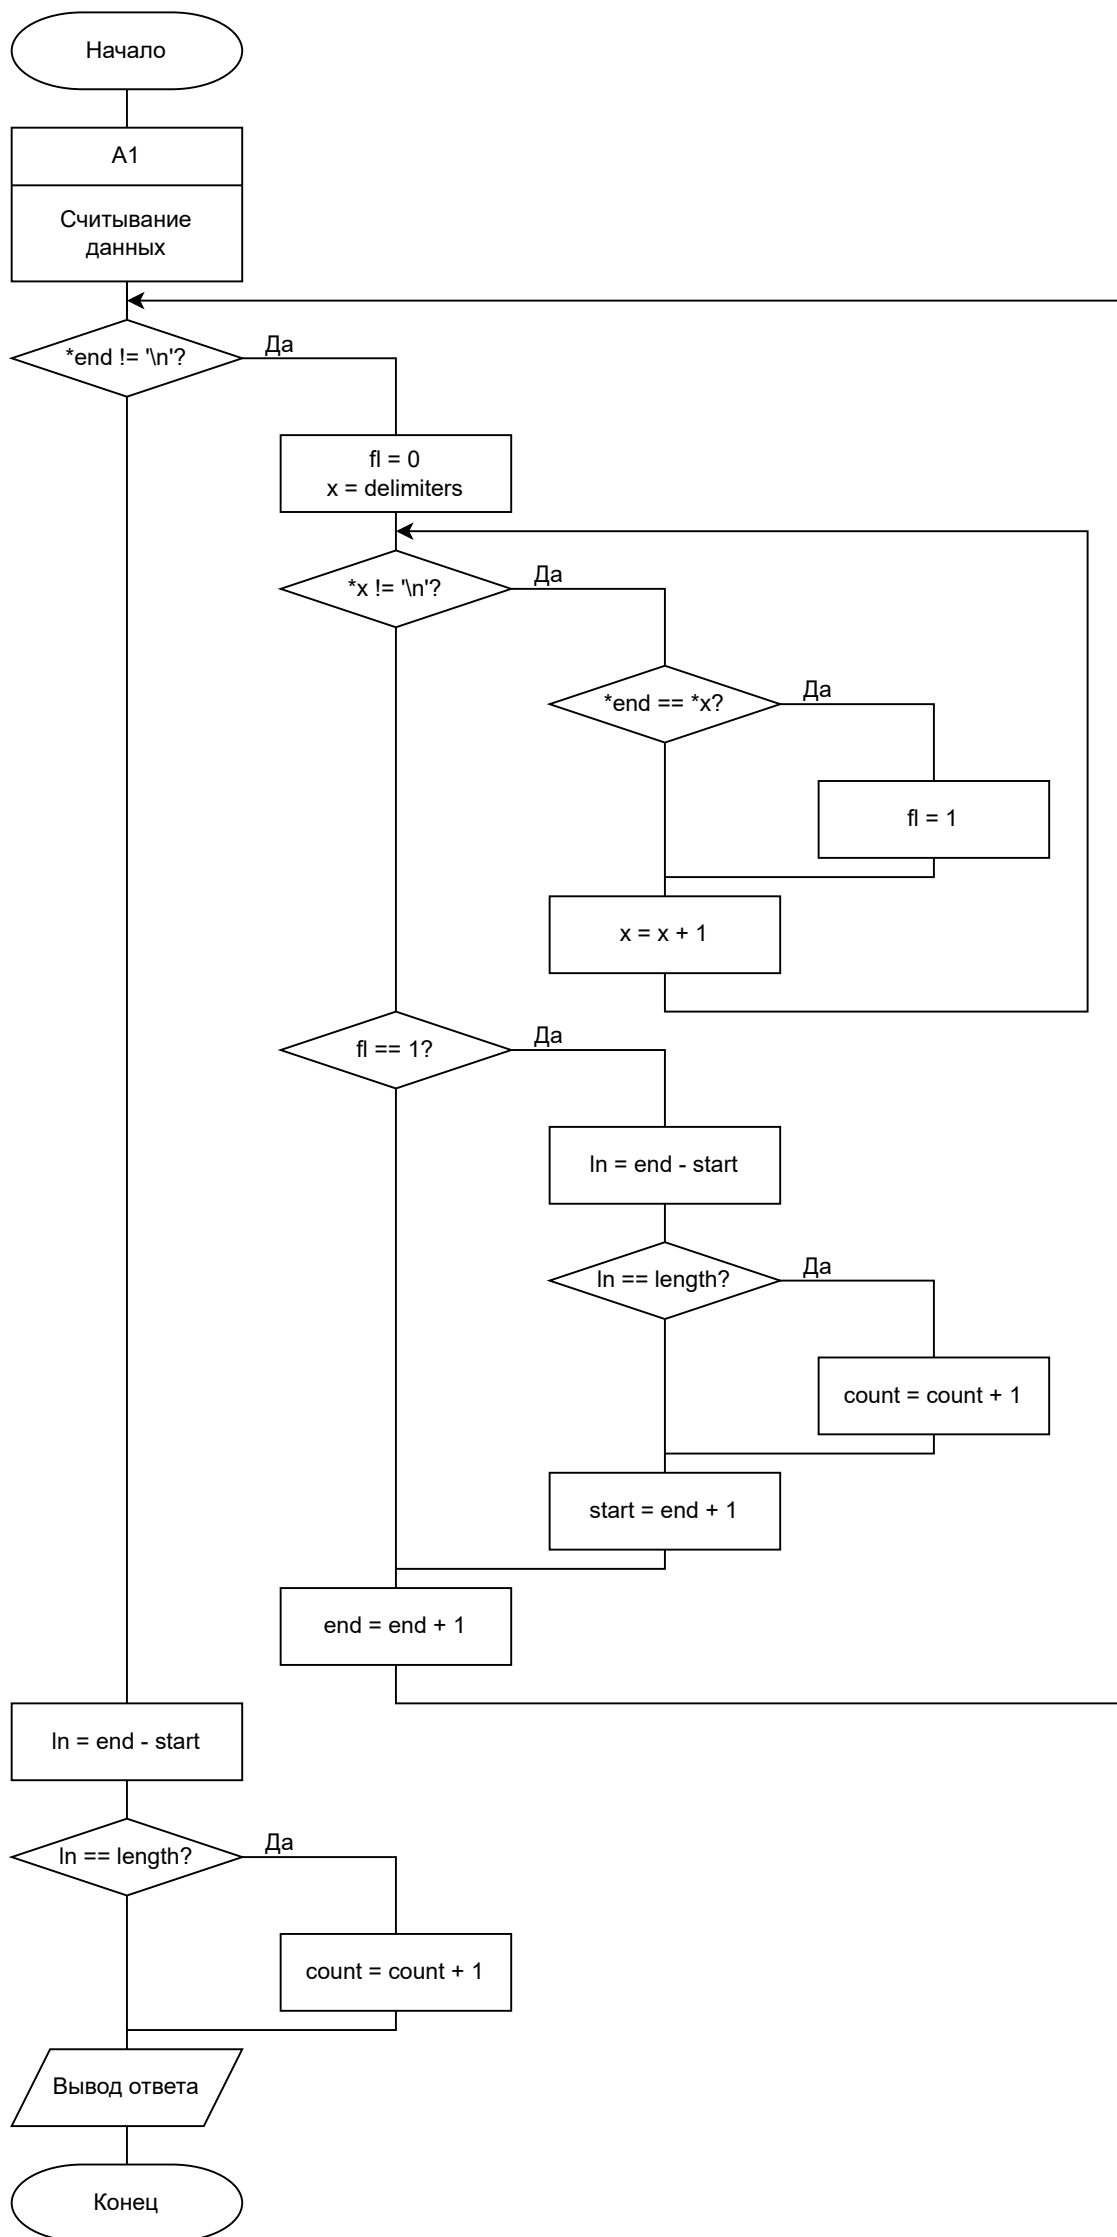 Начало
A1
Считывание
данных
*end != '\n'?
Да
fl = 0
x = delimiters
*x != '\n'?
Да
*end == *x?
Да
fl = 1
x = x + 1
fl == 1?
Да
ln = end - start
ln == length?
Да
count = count + 1
start = end + 1
end = end + 1
ln = end - start
ln == length?
Да
count = count + 1
Вывод ответа
Конец